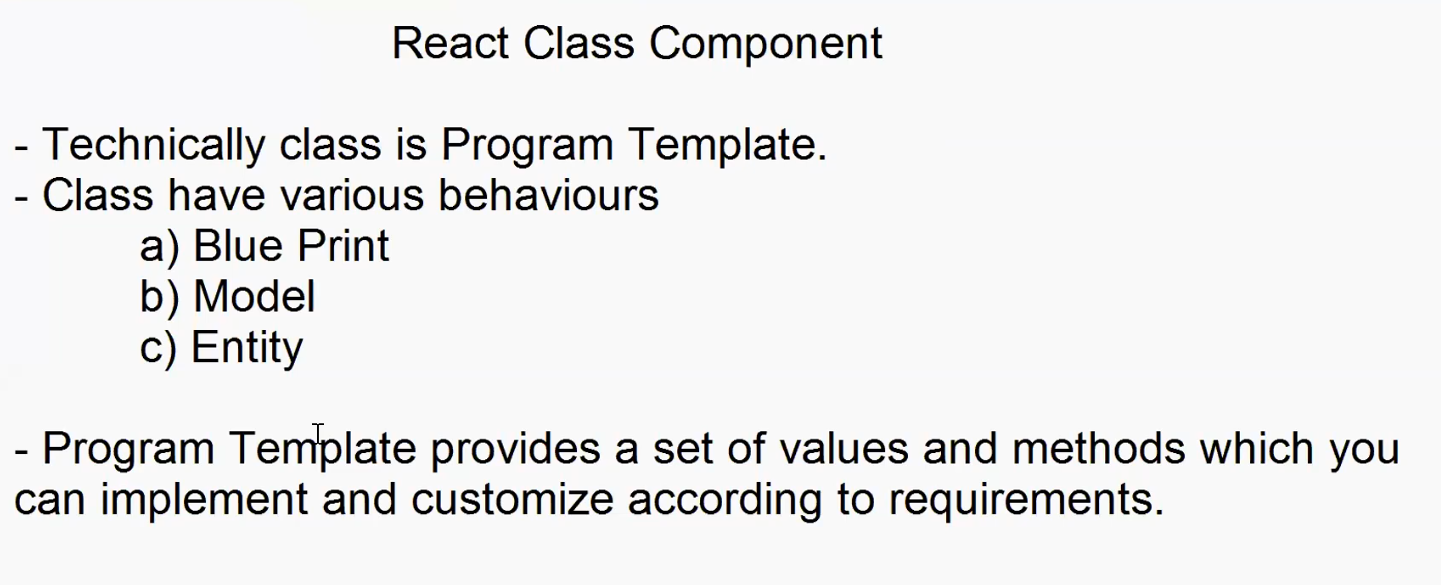 React Class Component
- Technically class is Program Template.
- Class have various behaviours
a) Blue Print
b) Model
c) Entity
- Program Template provides a set of values and methods which you
can implement and customize according to requirements.